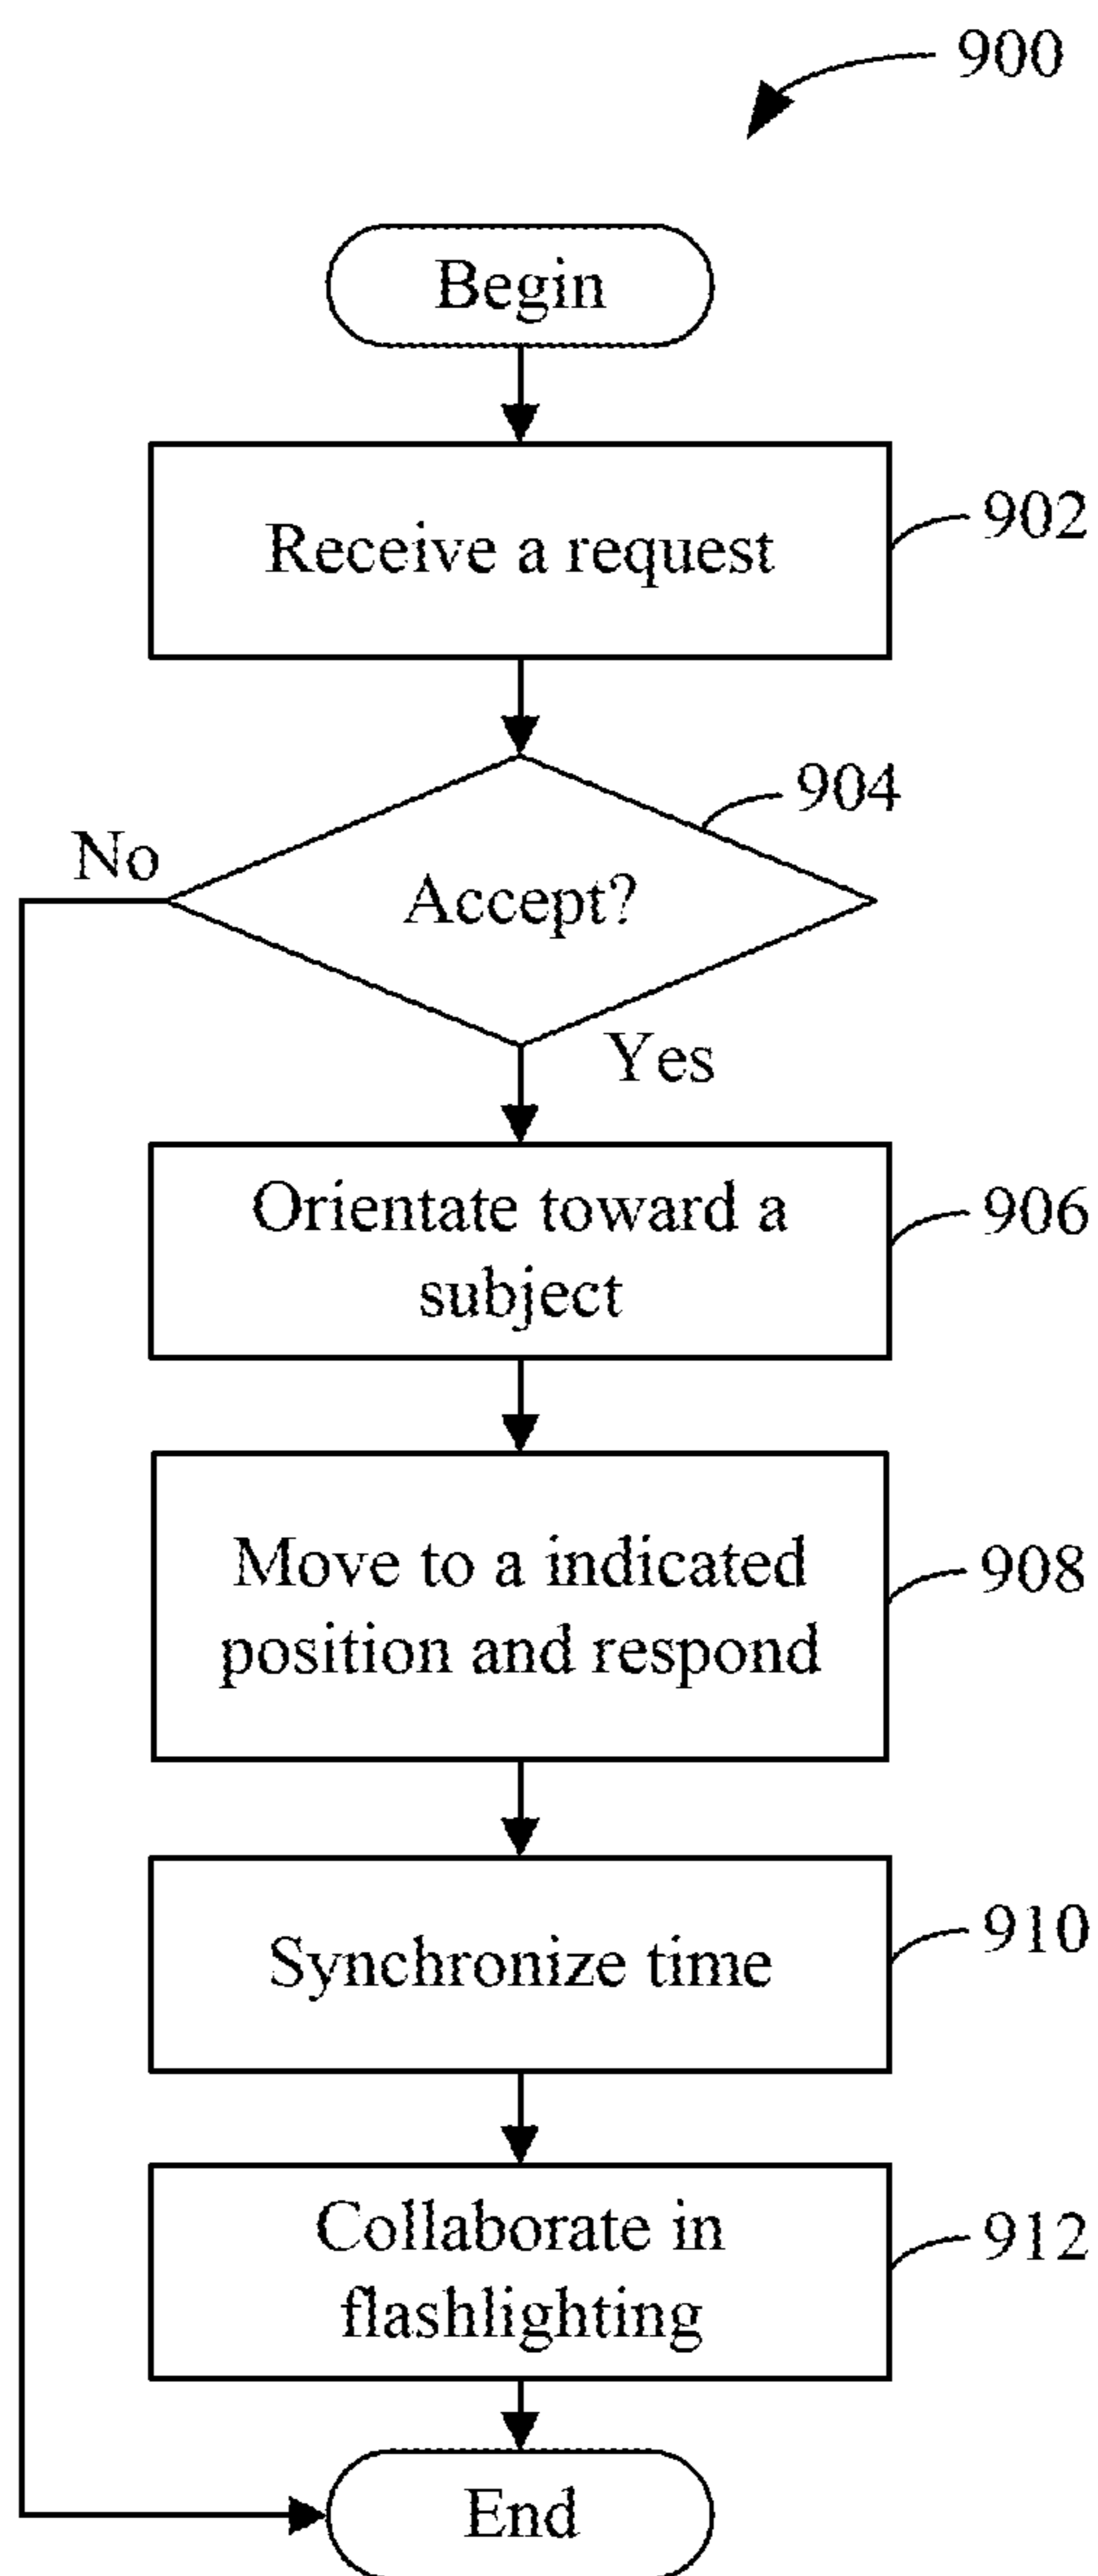 900
Begin
Receive a request
902
904
No
Accept?
Yes
Orientate toward a
subject
906
Move to a indicated
position and respond
908
Synchronize time
910
Collaborate in
flashlighting
912
End